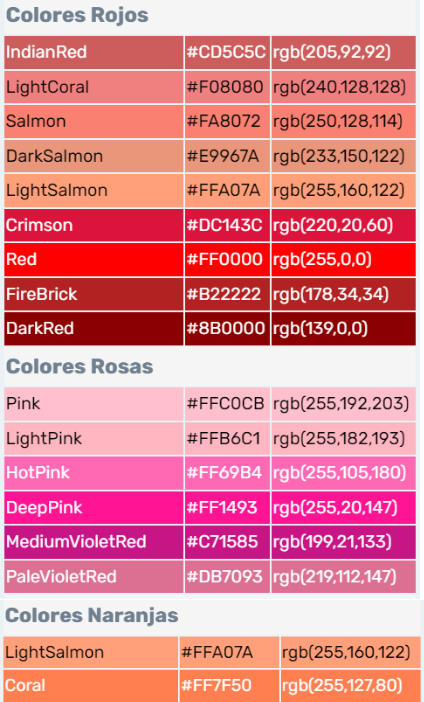 Colores Rojos
IndianRed #CD5C5C rgb(205,92,92)
LightCoral #F08080 rgb(240,128,128)
Salmon #FA8072 rgb(250,128,114)
DarkSalmon #E9967A rgb(233,150,122)
LightSalmon #FFA07A rgb(255,160,122)
Crimson #DC143C rgb(220,20,60)
Red #FF0000 rgb(255,0,0)
FireBrick #B22222 rgb(178,34,34)
DarkRed #8B0000 rgb(139,0,0)
Colores Rosas
Pink #FFC0CB rgb(255,192,203)
LightPink #FFB6C1 rgb(255,182,193)
HotPink #FF69B4 rgb(255,105,180)
DeepPink #FF1493 rgb(255,20,147)
MediumVioletRed #C71585 rgb(199,21,133)
PaleVioletRed #DB7093 rgb(219,112,147)
Colores Naranjas
LightSalmon #FFA07A rgb(255,160,122)
Coral #FF7F50 rgb(255,127,80)